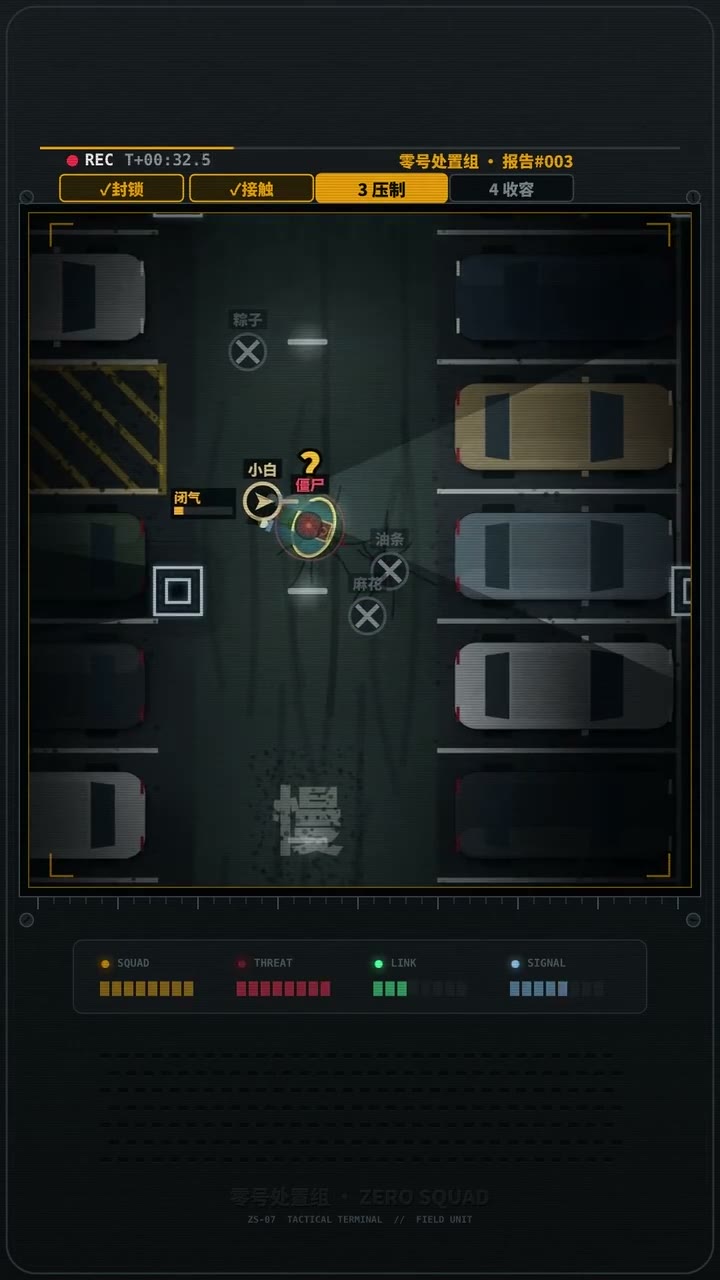 REC T+00:32.5
零号处置组 · 报告#003
✓封锁
✓接触
3 压制
4 收容
粽子
小白
?
僵尸
闭气
油条
麻花
慢
SQUAD
THREAT
LINK
SIGNAL
零号处置组 · ZERO SQUAD
ZS-07 TACTICAL TERMINAL // FIELD UNIT